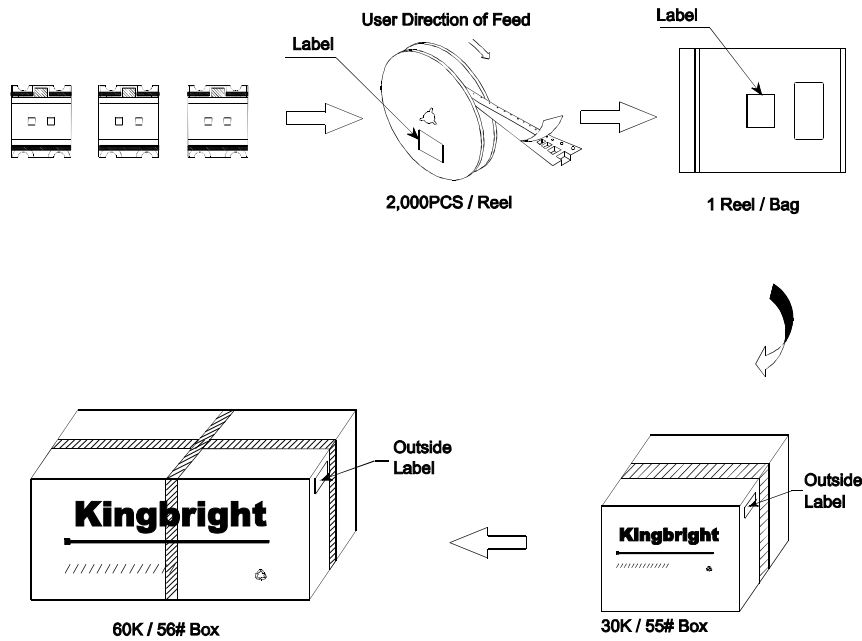 User Direction of Feed
Label
Label
2,000PCS / Reel
1 Reel / Bag
Outside
Label
Kingbright
60K / 56# Box
Outside
Label
Kingbright
30K / 55# Box